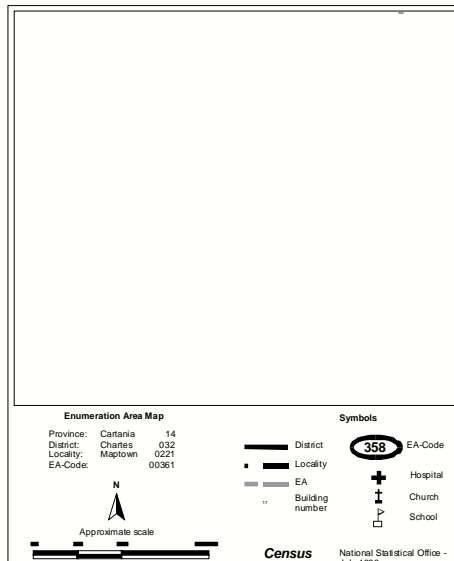 Enumeration Area Map
Province: Cartania 14
District: Chartes 032
Locality: Maptown 0221
EA-Code: 00361
N
Approximate scale
Symbols
District
Locality
EA
Building
number
358 EA-Code
Hospital
Church
School
Census
National Statistical Office -